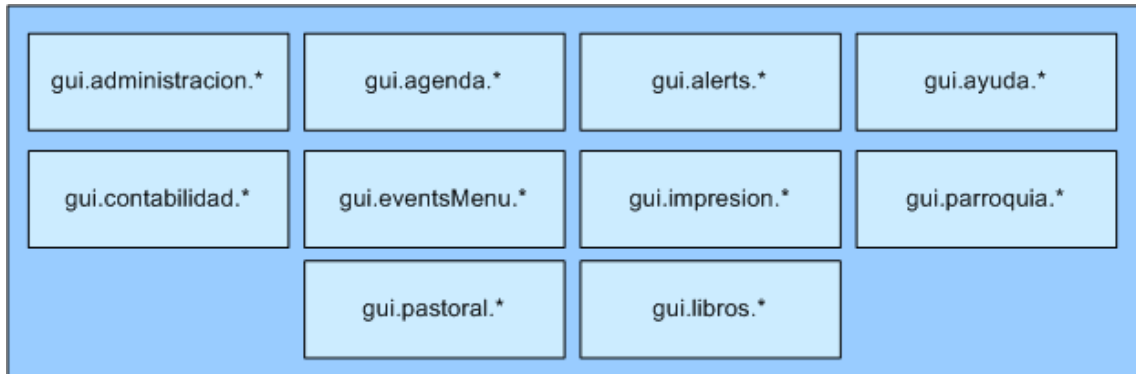 gui.administracion.*
gui.agenda.*
gui.alerts.*
gui.ayuda.*
gui.contabilidad.*
gui.eventsMenu.*
gui.impresion.*
gui.parroquia.*
gui.pastoral.*
gui.libros.*